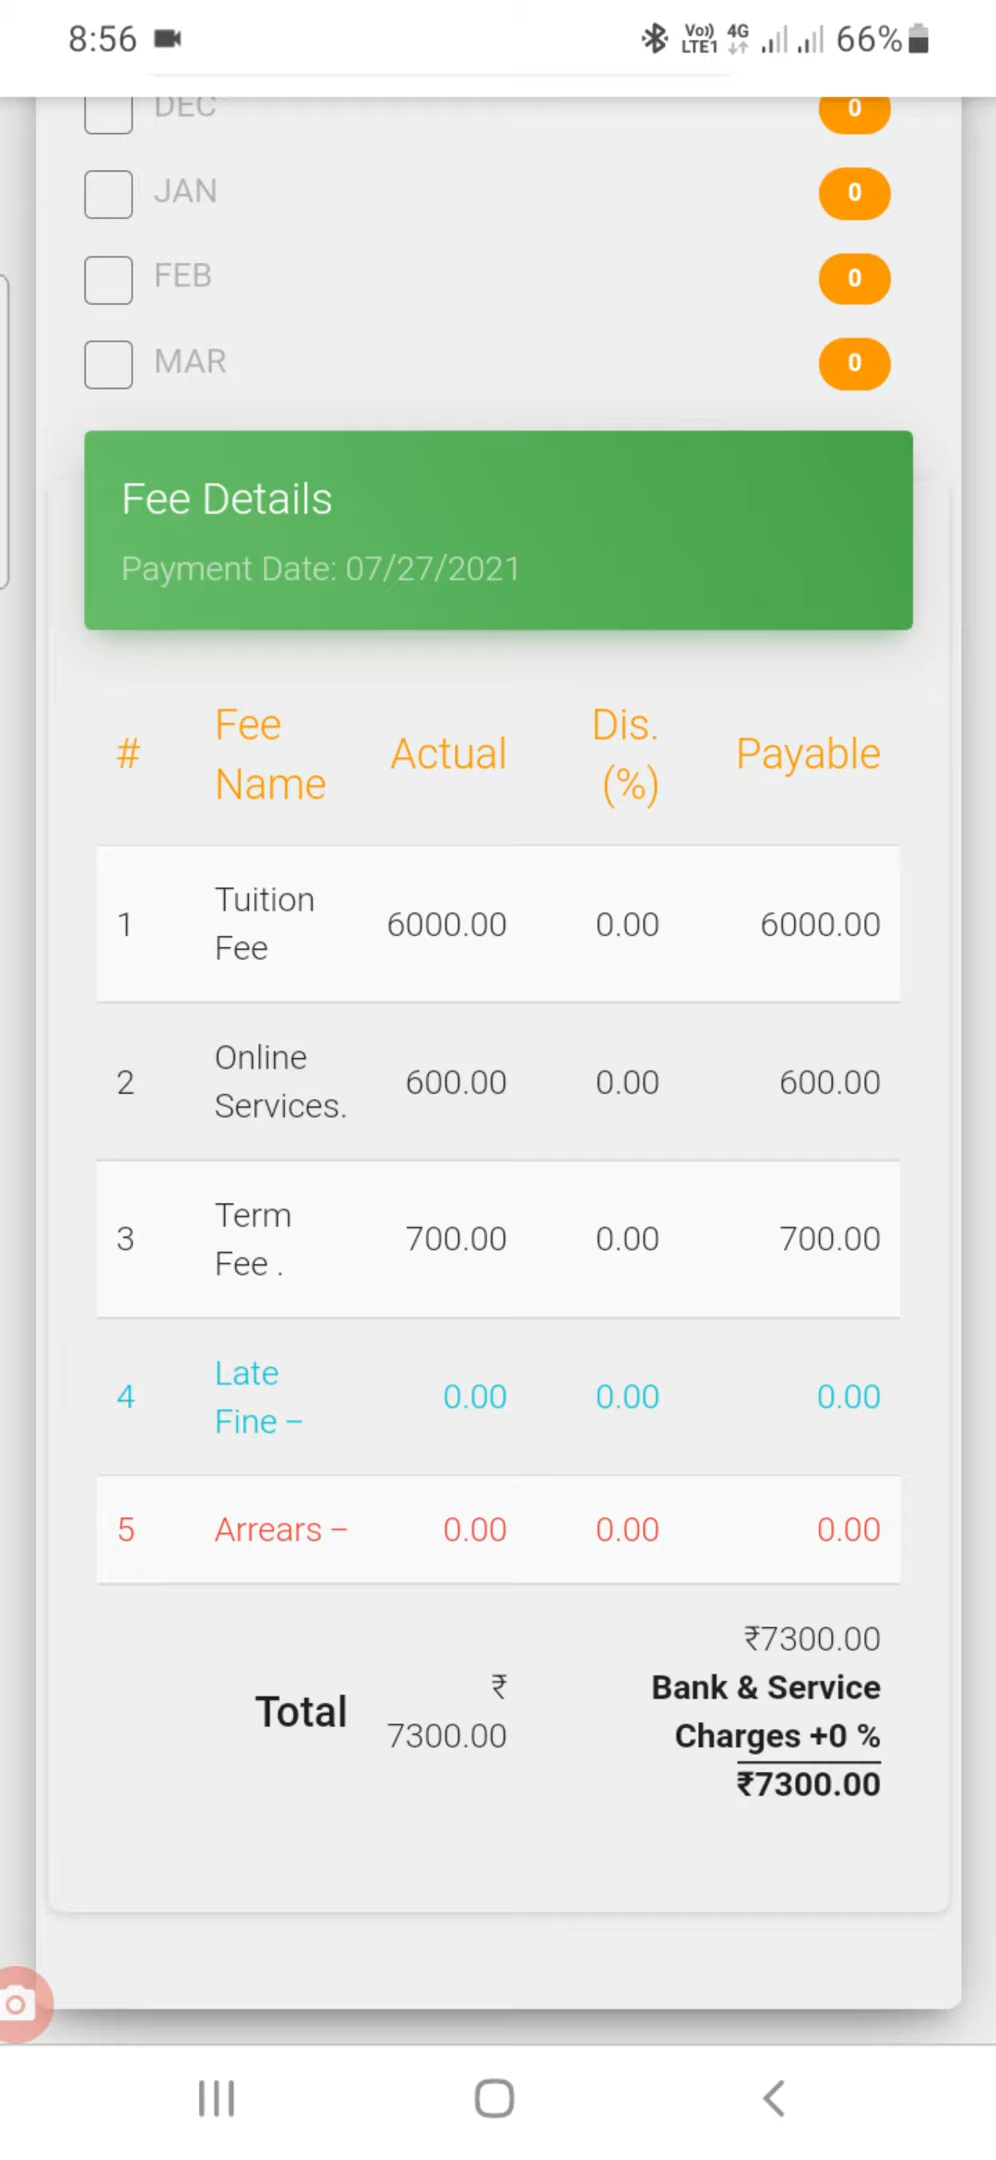 8:56 Vo)) LTE1 4G 66%
DEC 0
JAN 0
FEB 0
MAR 0
Fee Details
Payment Date: 07/27/2021
# Fee Name Actual Dis. (%) Payable
1 Tuition Fee 6000.00 0.00 6000.00
2 Online Services. 600.00 0.00 600.00
3 Term Fee . 700.00 0.00 700.00
4 Late Fine – 0.00 0.00 0.00
5 Arrears – 0.00 0.00 0.00
Total ₹ 7300.00 ₹7300.00
Bank & Service
Charges +0 %
₹7300.00